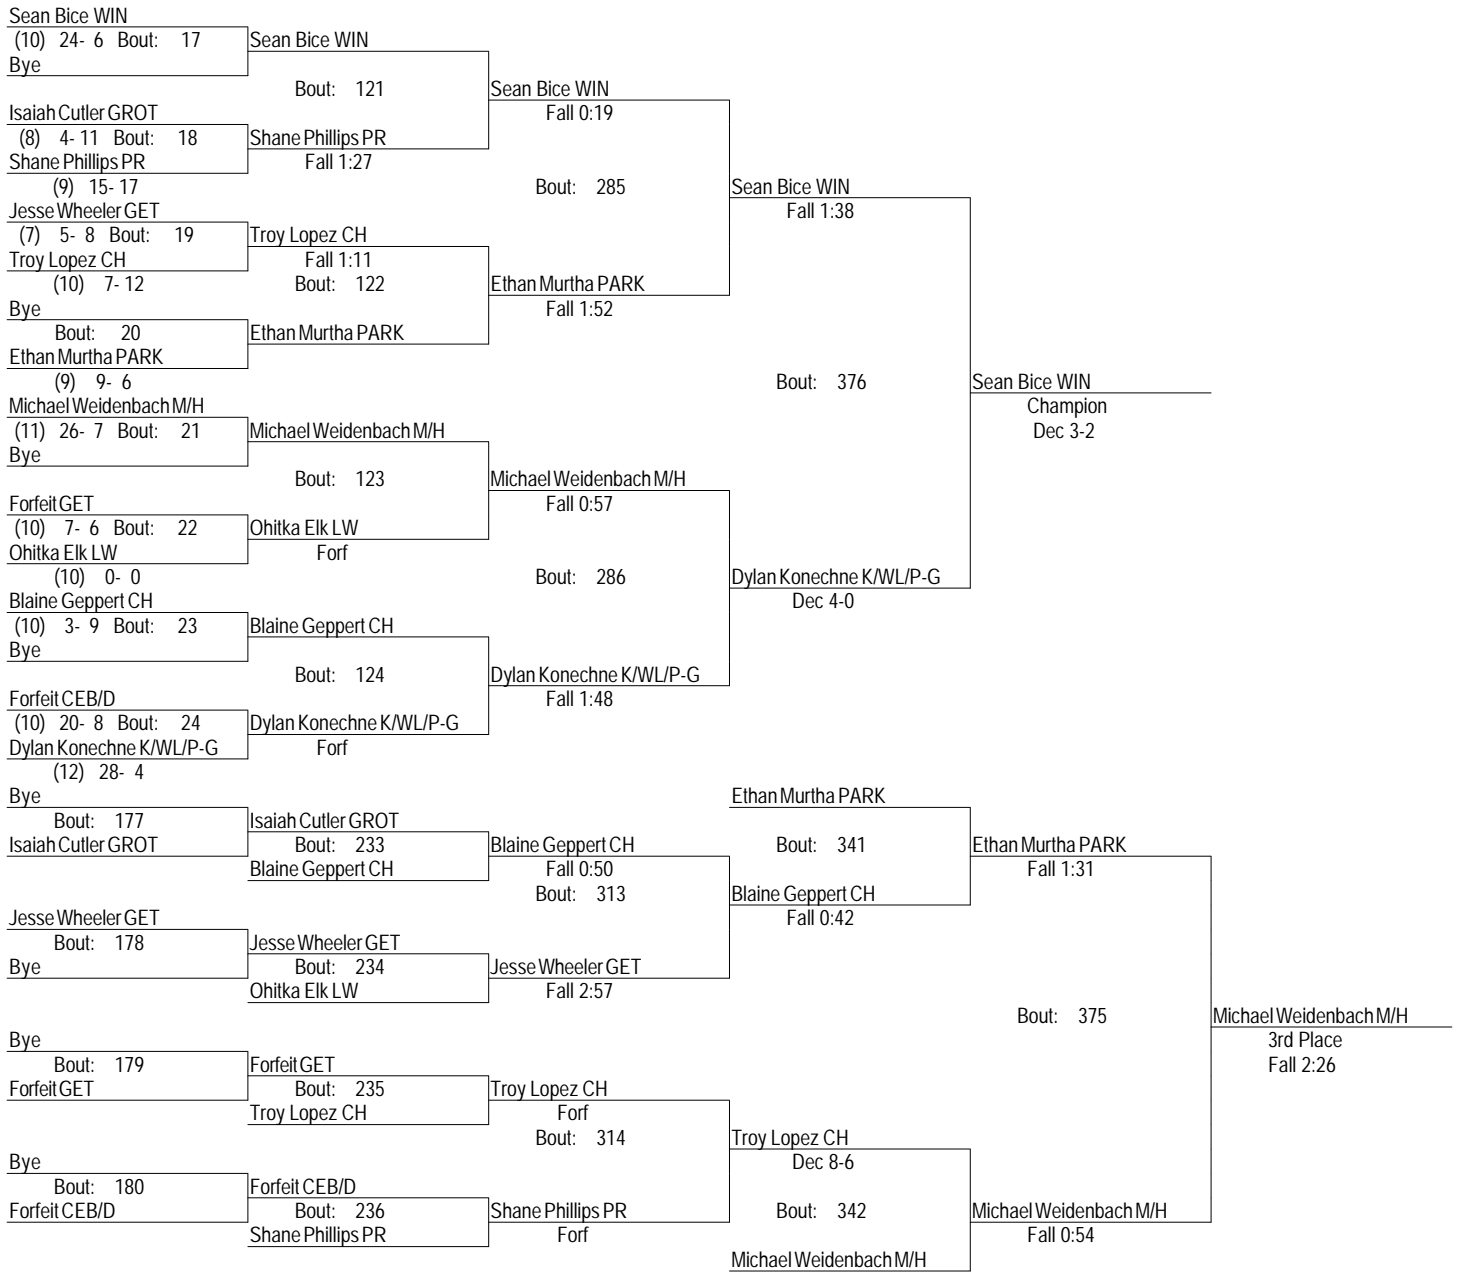 Sean Bice WIN
(10) 24- 6 Bout: 17 Sean Bice WIN
Bye
Bout: 121 Sean Bice WIN
Isaiah Cutler GROT Fall 0:19
(8) 4- 11 Bout: 18 Shane Phillips PR
Shane Phillips PR Fall 1:27
(9) 15- 17 Bout: 285 Sean Bice WIN
Jesse Wheeler GET Fall 1:38
(7) 5- 8 Bout: 19 Troy Lopez CH
Troy Lopez CH Fall 1:11
(10) 7- 12 Bout: 122 Ethan Murtha PARK
Bye Fall 1:52
Bout: 20 Ethan Murtha PARK
Ethan Murtha PARK
(9) 9- 6 Bout: 376 Sean Bice WIN
Michael Weidenbach M/H Champion
(11) 26- 7 Bout: 21 Michael Weidenbach M/H Dec 3-2
Bye
Bout: 123 Michael Weidenbach M/H
Forfeit GET Fall 0:57
(10) 7- 6 Bout: 22 Ohitka Elk LW
Ohitka Elk LW Forf
(10) 0- 0 Bout: 286 Dylan Konechne K/WL/P-G
Blaine Geppert CH Dec 4-0
(10) 3- 9 Bout: 23 Blaine Geppert CH
Bye
Bout: 124 Dylan Konechne K/WL/P-G
Forfeit CEB/D Fall 1:48
(10) 20- 8 Bout: 24 Dylan Konechne K/WL/P-G
Dylan Konechne K/WL/P-G Forf
(12) 28- 4
Bye Ethan Murtha PARK
Bout: 177 Isaiah Cutler GROT
Isaiah Cutler GROT Bout: 233 Blaine Geppert CH Bout: 341 Ethan Murtha PARK
Blaine Geppert CH Fall 0:50 Fall 1:31
Bout: 313 Blaine Geppert CH
Jesse Wheeler GET Fall 0:42
Bout: 178 Jesse Wheeler GET
Bye Bout: 234 Jesse Wheeler GET
Ohitka Elk LW Fall 2:57
Bout: 375 Michael Weidenbach M/H
Bye 3rd Place
Bout: 179 Forfeit GET Fall 2:26
Forfeit GET Bout: 235 Troy Lopez CH
Troy Lopez CH Forf
Bout: 314 Troy Lopez CH
Bye Dec 8-6
Bout: 180 Forfeit CEB/D
Forfeit CEB/D Bout: 236 Shane Phillips PR Bout: 342 Michael Weidenbach M/H
Shane Phillips PR Forf Fall 0:54
Michael Weidenbach M/H